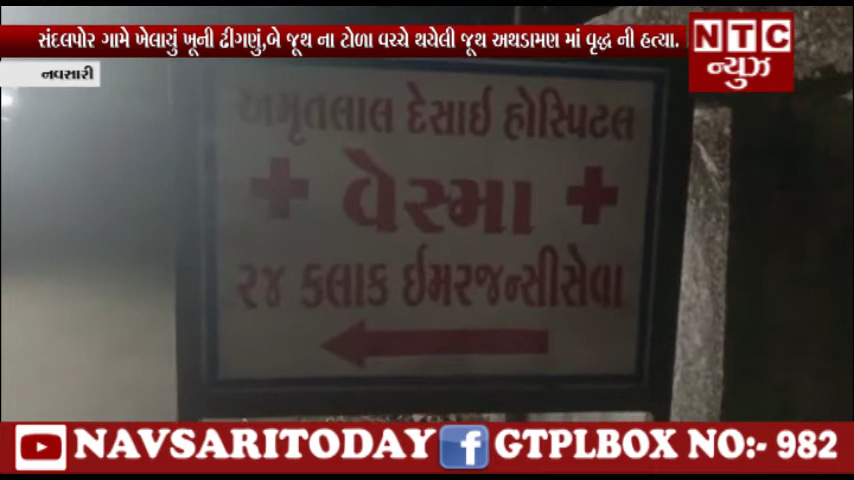 સંદલપોર ગામે ખેલાયું ખૂની ઢીંગણું,બે જૂથ ના ટોળા વચ્ચે થયેલી જૂથ અથડામણ માં વૃદ્ધ ની હત્યા.
NTC
ન્યુઝ
નવસારી
અમૃતલાલ દેસાઈ હોસ્પિટલ
વેસ્મા
૨૪ કલાક ઈમરજન્સીસેવા
NAVSARITODAY f GTPLBOX NO:- 982